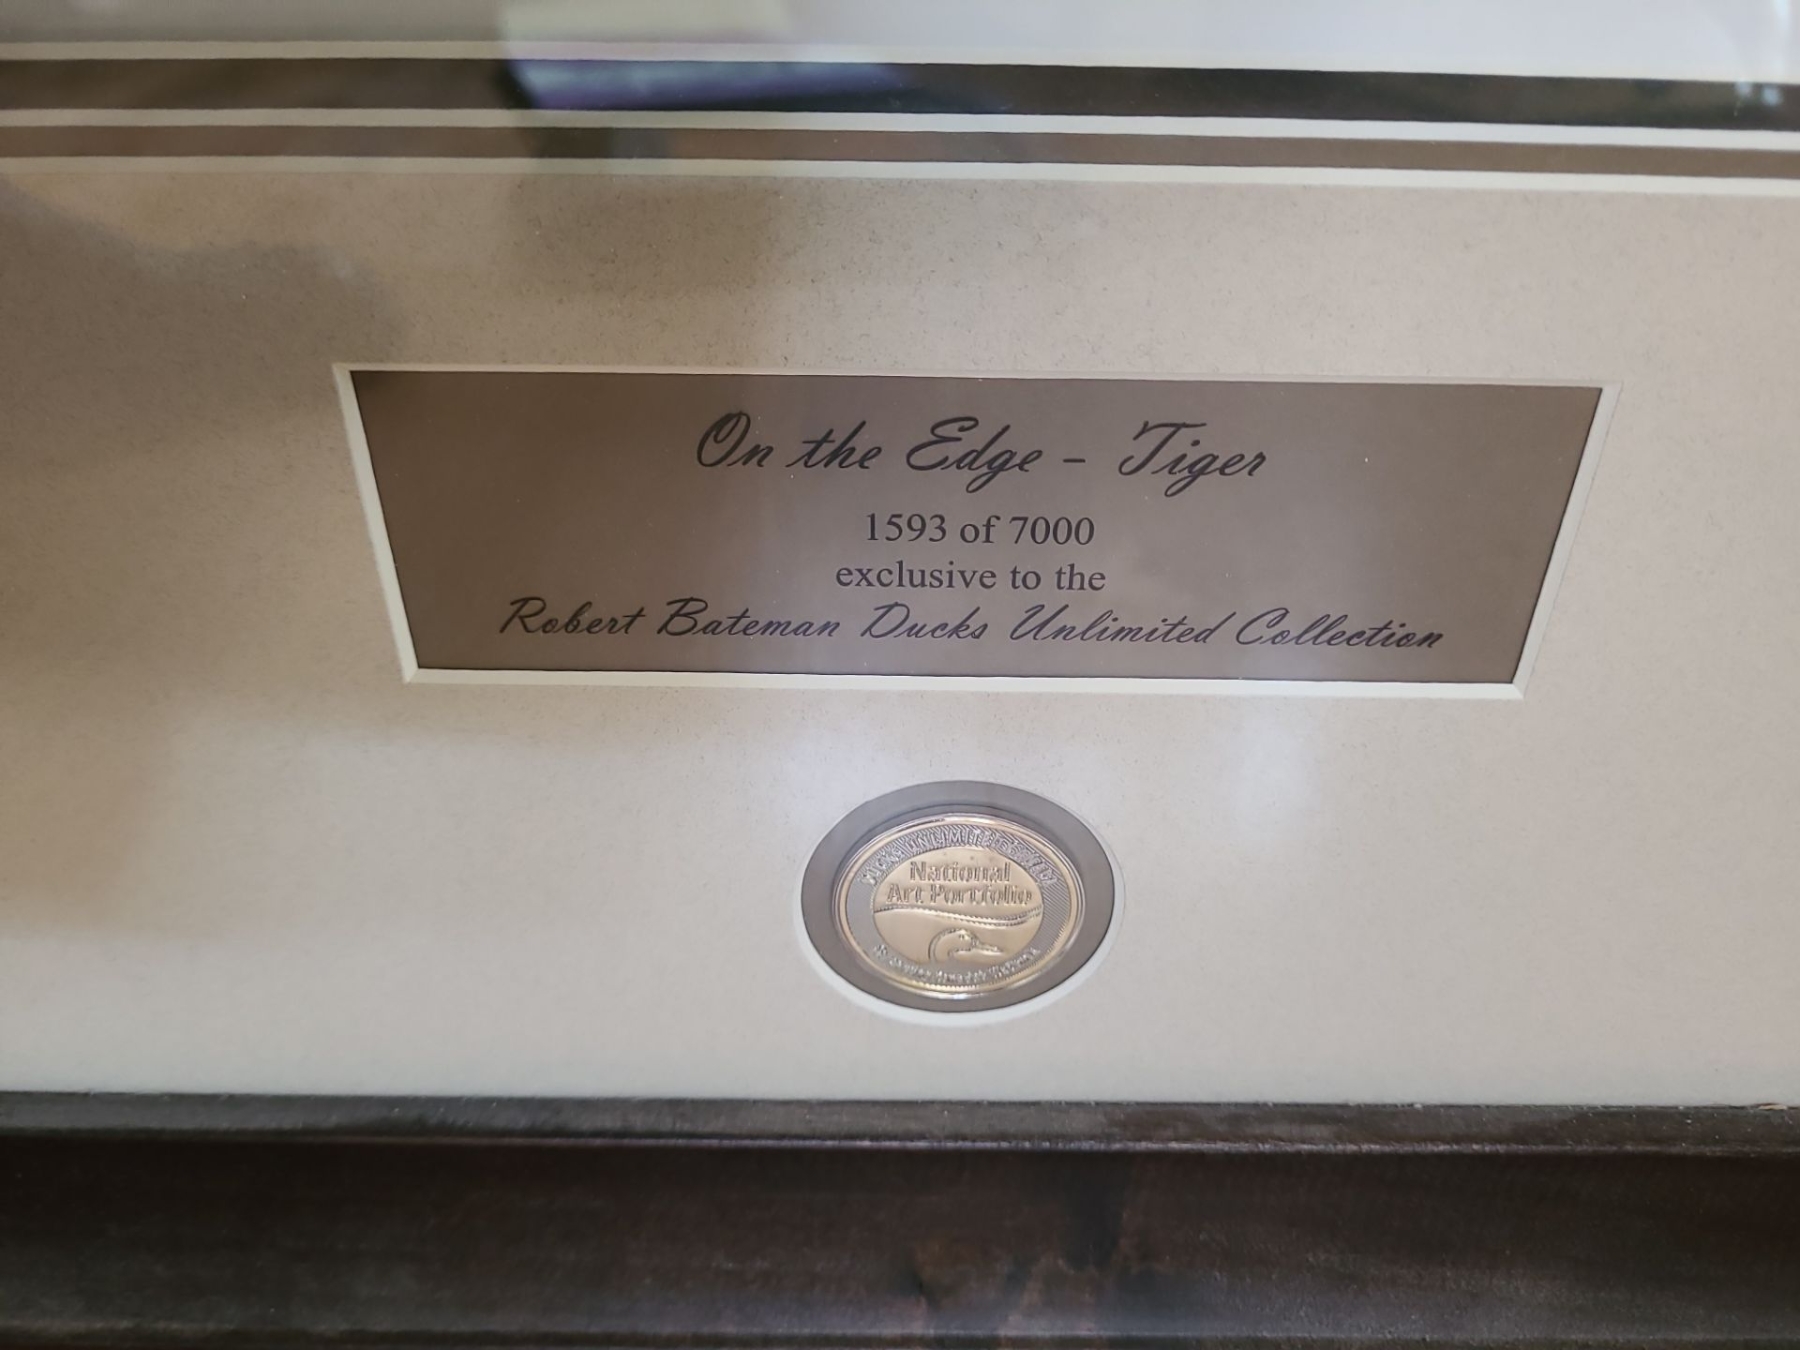 On the Edge - Tiger
1593 of 7000
exclusive to the
Robert Bateman Ducks Unlimited Collection
National
Art Portfolio